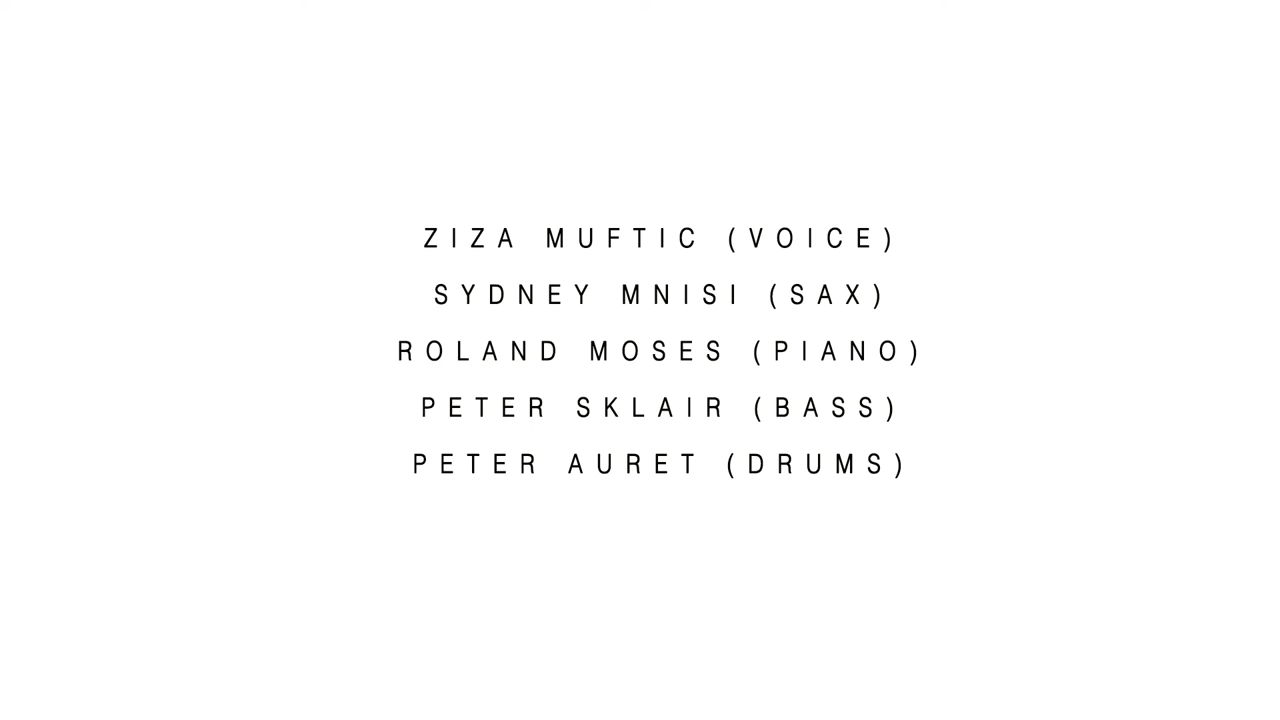 ZIZA MUFTIC (VOICE)
SYDNEY MNISI (SAX)
ROLAND MOSES (PIANO)
PETER SKLAIR (BASS)
PETER AURET (DRUMS)